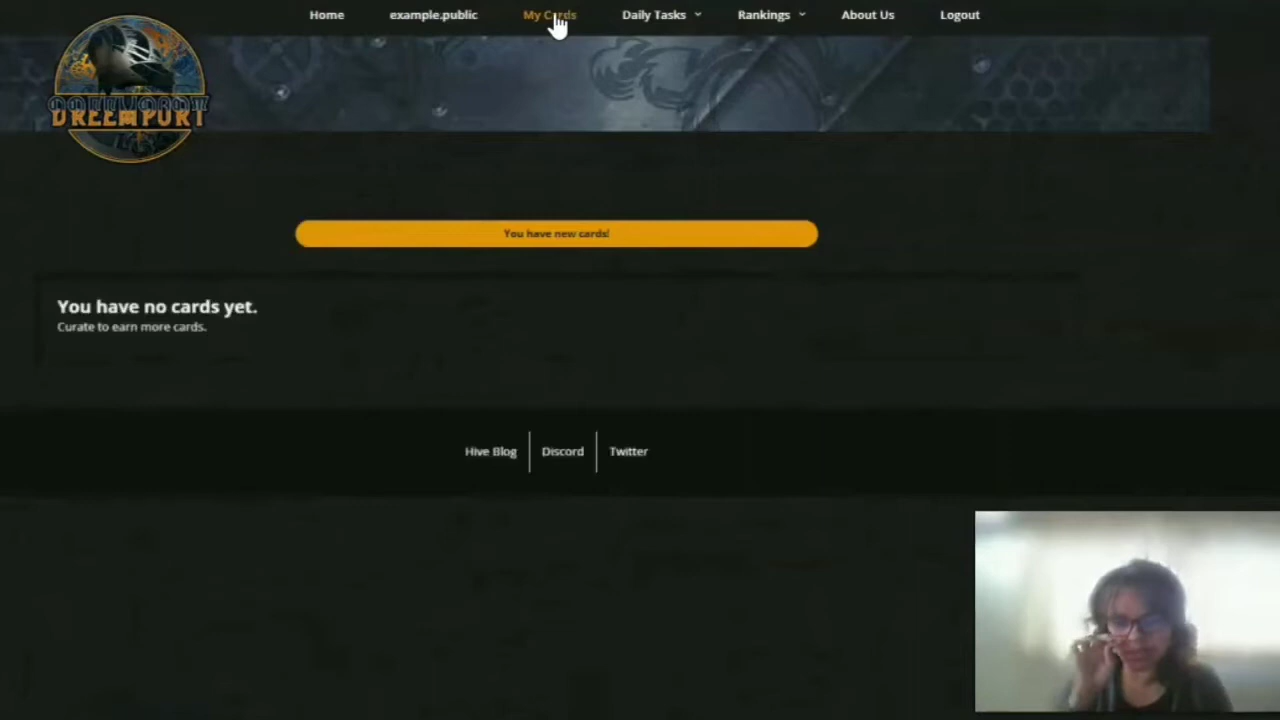 Home
example.public
My Cards
Daily Tasks
Rankings
About Us
Logout
DREEMPORT
You have new cards!
You have no cards yet.
Curate to earn more cards.
Hive Blog
Discord
Twitter